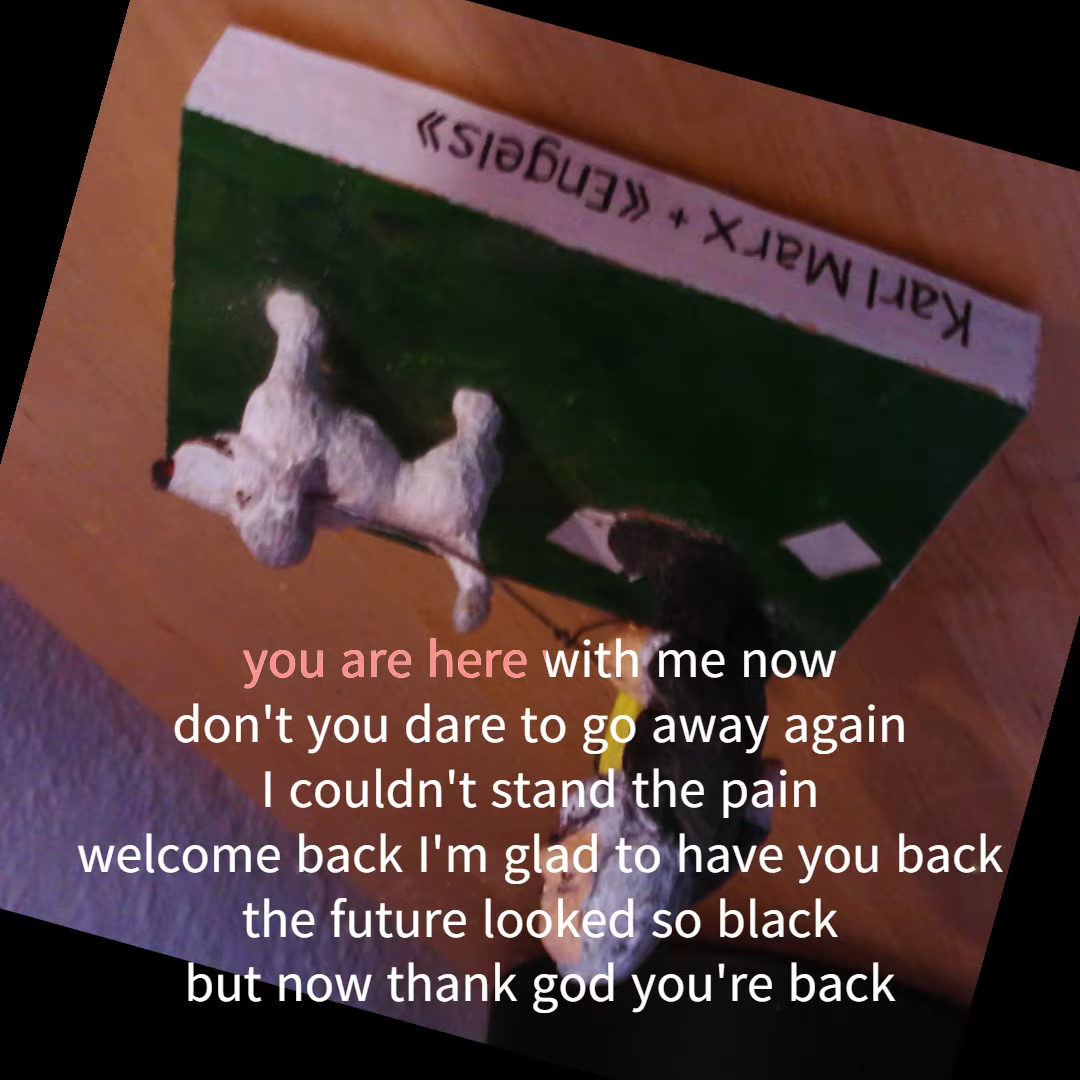 Karl Marx + «Engels»
you are here with me now
don't you dare to go away again
I couldn't stand the pain
welcome back I'm glad to have you back
the future looked so black
but now thank god you're back